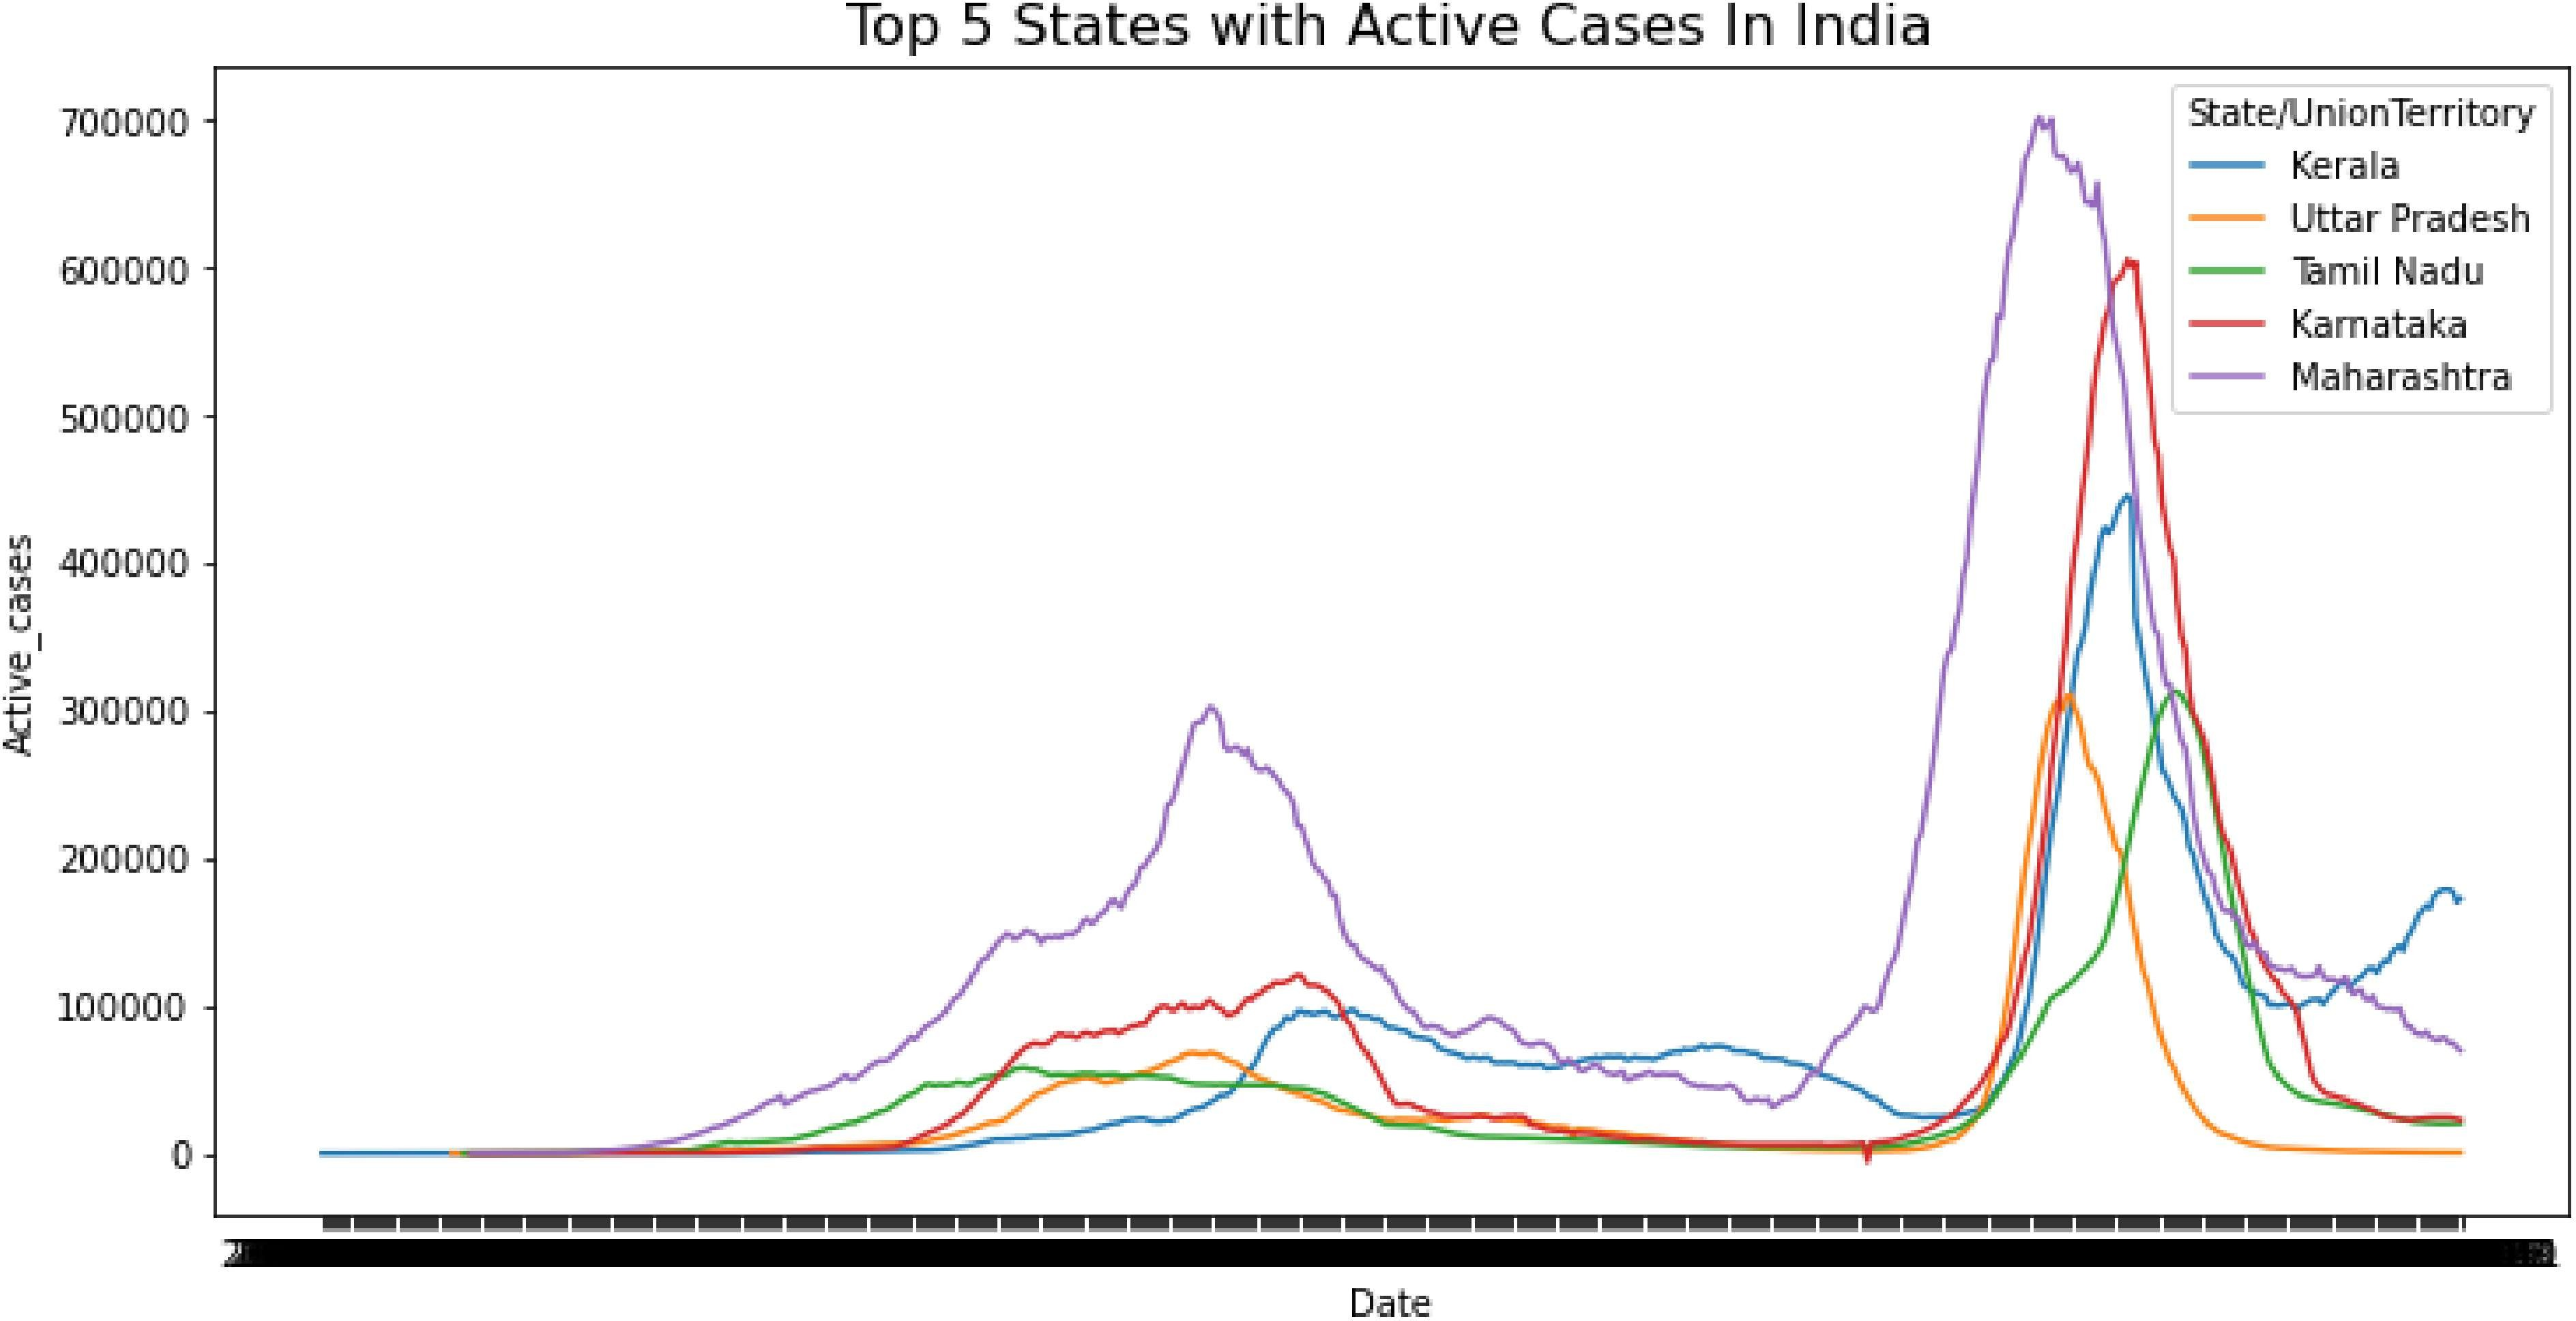 Top 5 States with Active Cases In India
Active_cases
700000
600000
500000
400000
300000
200000
100000
0
State/UnionTerritory
Kerala
Uttar Pradesh
Tamil Nadu
Karnataka
Maharashtra
Date